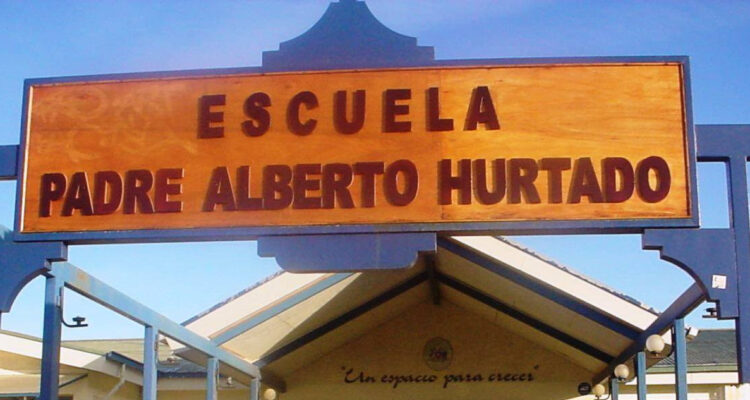 ESCUELA
PADRE ALBERTO HURTADO
"Un espacio para crecer"